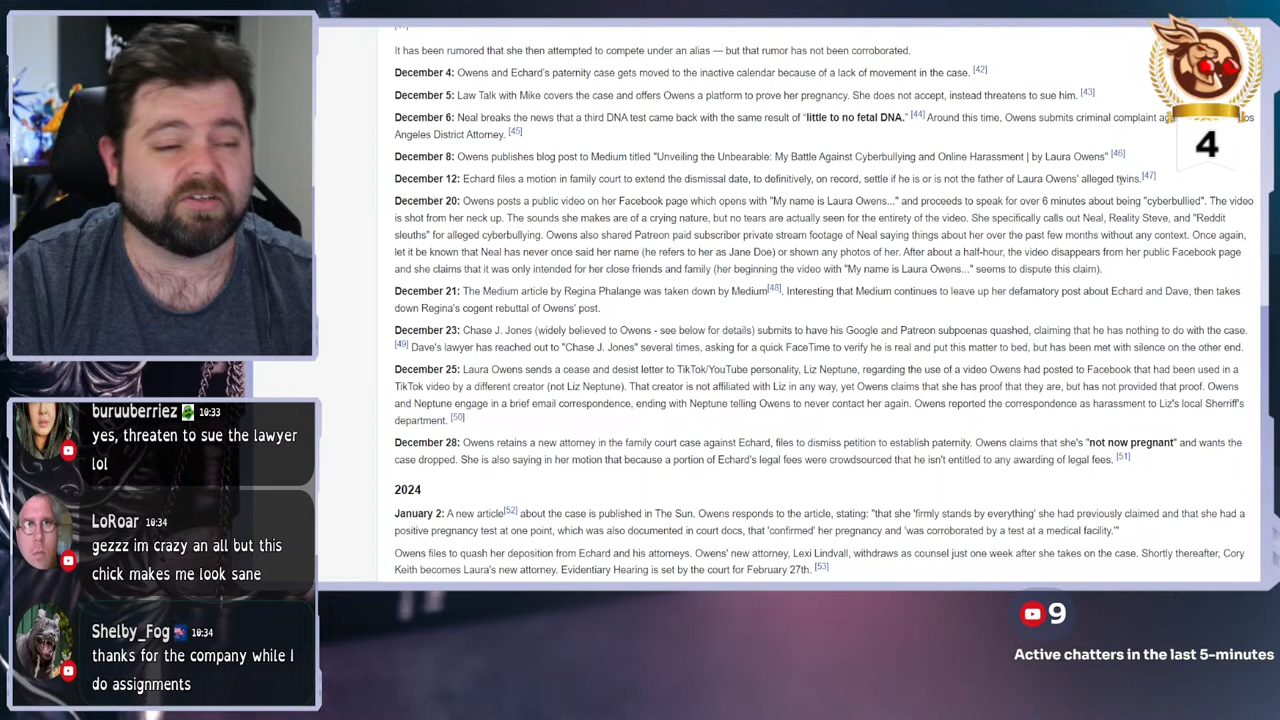 It has been rumored that she then attempted to compete under an alias — but that rumor has not been corroborated.
December 4: Owens and Echard's paternity case gets moved to the inactive calendar because of a lack of movement in the case. [42]
December 5: Law Talk with Mike covers the case and offers Owens a platform to prove her pregnancy. She does not accept, instead threatens to sue him. [43]
December 6: Neal breaks the news that a third DNA test came back with the same result of "little to no fetal DNA." [44] Around this time, Owens submits criminal complaint
Angeles District Attorney. [45]
December 8: Owens publishes blog post to Medium titled "Unveiling the Unbearable: My Battle Against Cyberbullying and Online Harassment | by Laura Owens" [46]
December 12: Echard files a motion in family court to extend the dismissal date, to definitively, on record, settle if he is or is not the father of Laura Owens' alleged twins.[47]
December 20: Owens posts a public video on her Facebook page which opens with "My name is Laura Owens..." and proceeds to speak for over 6 minutes about being "cyberbullied". The video
is shot from her neck up. The sounds she makes are of a crying nature, but no tears are actually seen for the entirety of the video. She specifically calls out Neal, Reality Steve, and "Reddit
sleuths" for alleged cyberbullying. Owens also shared Patreon paid subscriber private stream footage of Neal saying things about her over the past few months without any context. Once again,
let it be known that Neal has never once said her name (he refers to her as Jane Doe) or shown any photos of her. After about a half-hour, the video disappears from her public Facebook page
and she claims that it was only intended for her close friends and family (her beginning the video with "My name is Laura Owens..." seems to dispute this claim).
December 21: The Medium article by Regina Phalange was taken down by Medium[48]. Interesting that Medium continues to leave up her defamatory post about Echard and Dave, then takes
down Regina's cogent rebuttal of Owens' post.
December 23: Chase J. Jones (widely believed to Owens - see below for details) submits to have his Google and Patreon subpoenas quashed, claiming that he has nothing to do with the case.
[49] Dave's lawyer has reached out to "Chase J. Jones" several times, asking for a quick FaceTime to verify he is real and put this matter to bed, but has been met with silence on the other end.
December 25: Laura Owens sends a cease and desist letter to TikTok/YouTube personality, Liz Neptune, regarding the use of a video Owens had posted to Facebook that had been used in a
TikTok video by a different creator (not Liz Neptune). That creator is not affiliated with Liz in any way, yet Owens claims that she has proof that they are, but has not provided that proof. Owens
and Neptune engage in a brief email correspondence, ending with Neptune telling Owens to never contact her again. Owens reported the correspondence as harassment to Liz's local Sherriff's
department. [50]
December 28: Owens retains a new attorney in the family court case against Echard, files to dismiss petition to establish paternity. Owens claims that she's "not now pregnant" and wants the
case dropped. She is also saying in her motion that because a portion of Echard's legal fees were crowdsourced that he isn't entitled to any awarding of legal fees. [51]
2024
January 2: A new article[52] about the case is published in The Sun. Owens responds to the article, stating: "that she 'firmly stands by everything' she had previously claimed and that she had a
positive pregnancy test at one point, which was also documented in court docs, that 'confirmed' her pregnancy and 'was corroborated by a test at a medical facility.'"
Owens files to quash her deposition from Echard and his attorneys. Owens' new attorney, Lexi Lindvall, withdraws as counsel just one week after she takes on the case. Shortly thereafter, Cory
Keith becomes Laura's new attorney. Evidentiary Hearing is set by the court for February 27th. [53]
4
buruuberriez 10:33
yes, threaten to sue the lawyer
lol
LoRoar 10:34
gezzz im crazy an all but this
chick makes me look sane
Shelby_Fog 10:34
thanks for the company while I
do assignments
9
Active chatters in the last 5-minutes